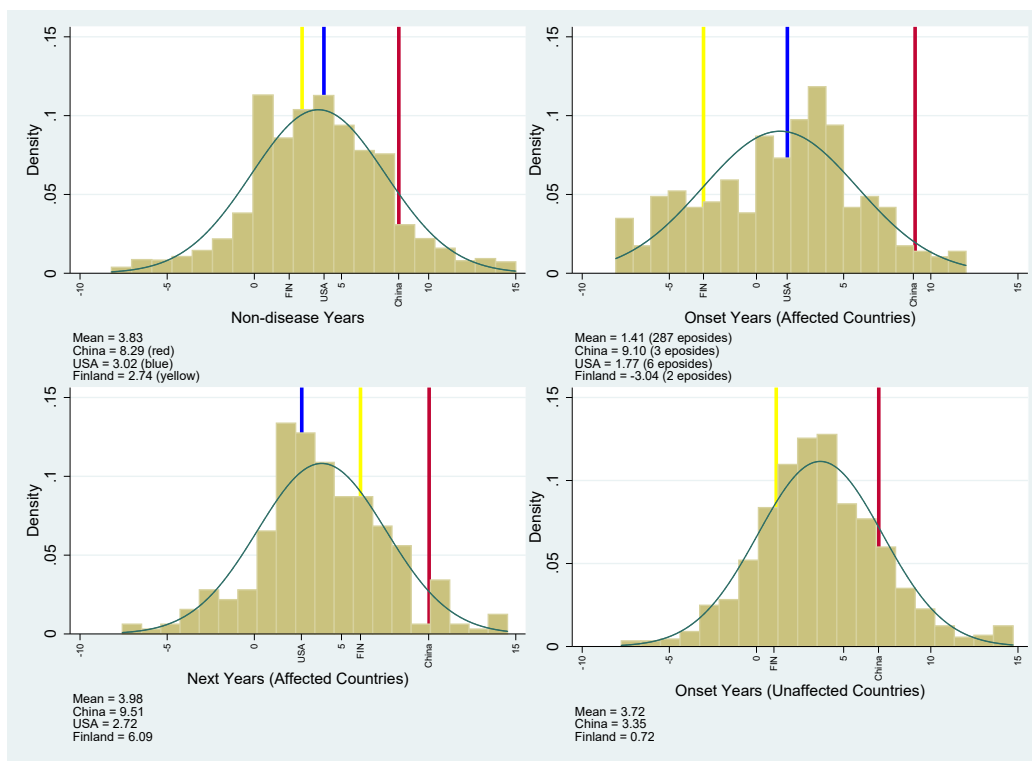 .15
.1
.05
0
Density
-10
-5
FIN
USA
5
China
10
15
Non-disease Years
Mean = 3.83
China = 8.29 (red)
USA = 3.02 (blue)
Finland = 2.74 (yellow)
.15
.1
.05
0
Density
-10
-5
FIN
0
USA
5
China
10
15
Onset Years (Affected Countries)
Mean = 1.41 (287 eposides)
China = 9.10 (3 eposides)
USA = 1.77 (6 eposides)
Finland = -3.04 (2 eposides)
.15
.1
.05
0
Density
-10
-5
0
USA
5
FIN
China
15
Next Years (Affected Countries)
Mean = 3.98
China = 9.51
USA = 2.72
Finland = 6.09
.15
.1
.05
0
Density
-10
-5
0
FIN
5
China
10
15
Onset Years (Unaffected Countries)
Mean = 3.72
China = 3.35
Finland = 0.72